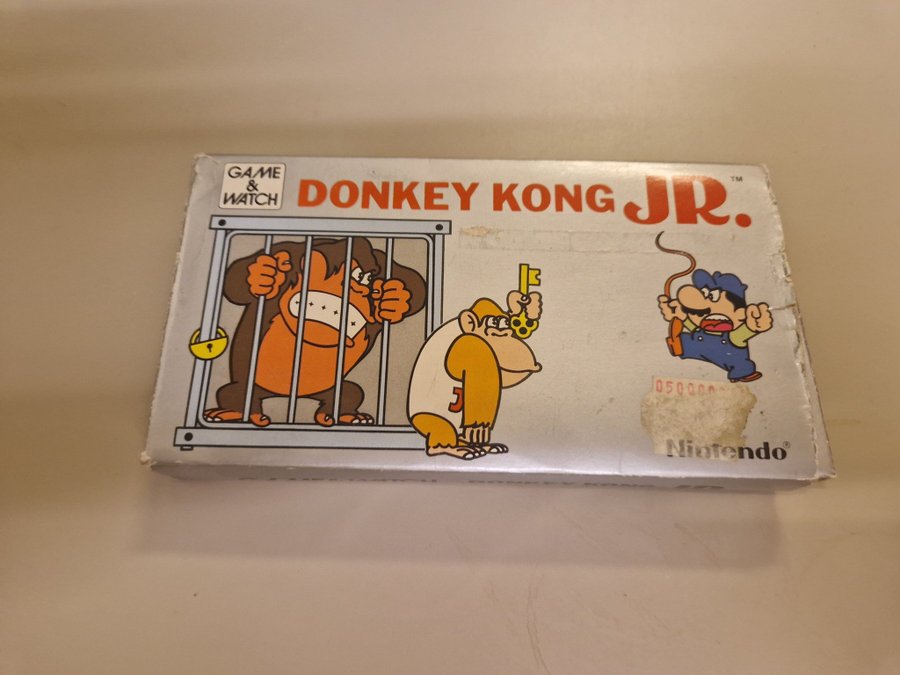 GAME
&
WATCH
DONKEY KONG JR.™
J
Nintendo®